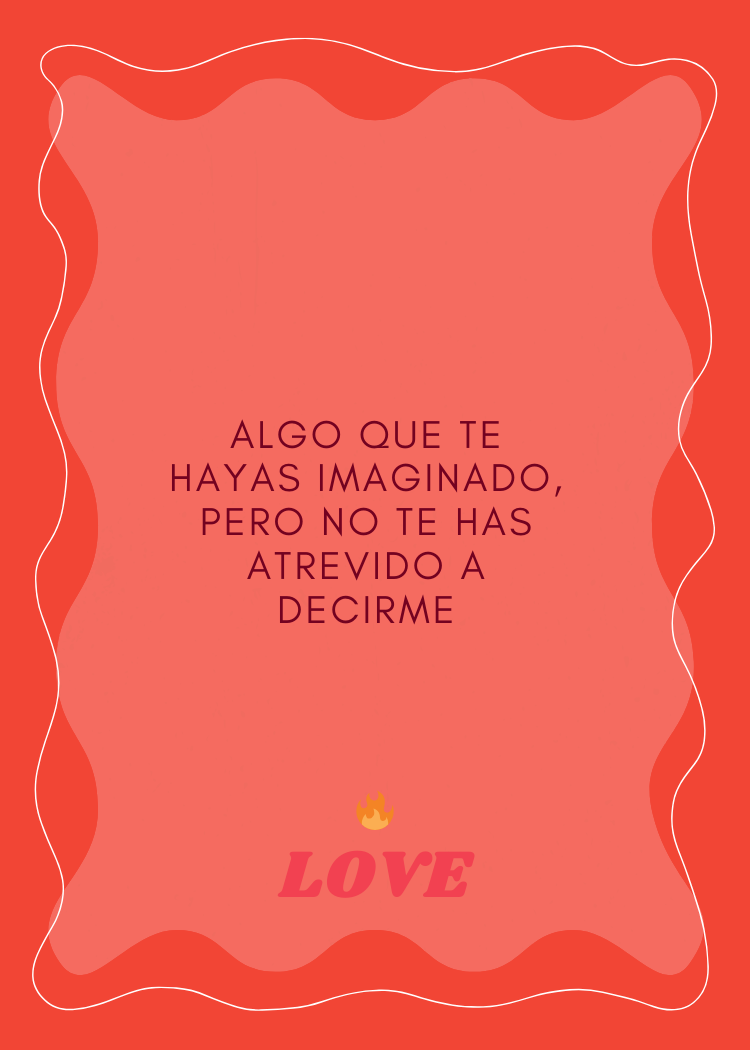 ALGO QUE TE
HAYAS IMAGINADO,
PERO NO TE HAS
ATREVIDO A
DECIRME
LOVE